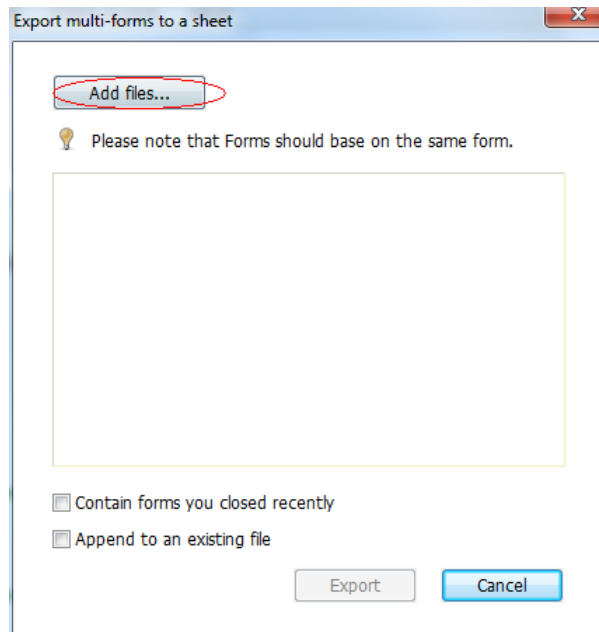 Export multi-forms to a sheet
Add files...
Please note that Forms should base on the same form.
Contain forms you closed recently
Append to an existing file
Export Cancel